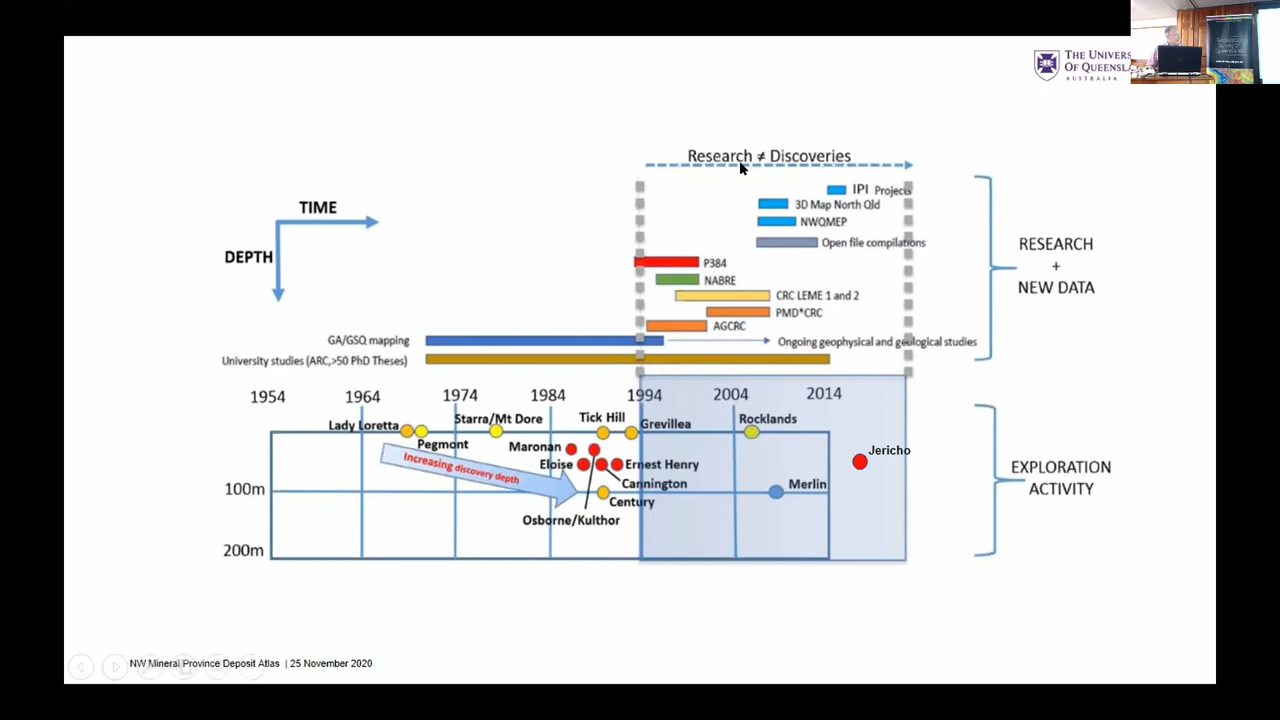 THE UNIVERS
OF QUEENSLA
AUSTRALIA
Research ≠ Discoveries
TIME
DEPTH
IPI Projects
3D Map North Qld
NWQMEP
Open file compilations
P384
NABRE
CRC LEME 1 and 2
PMD*CRC
AGCRC
GA/GSQ mapping
Ongoing geophysical and geological studies
University studies (ARC,>50 PhD Theses)
RESEARCH
+
NEW DATA
1954 1964 1974 1984 1994 2004 2014
Lady Loretta
Pegmont
Starra/Mt Dore
Tick Hill
Grevillea
Rocklands
Maronan
Eloise
Ernest Henry
Cannington
Century
Osborne/Kulthor
Merlin
Jericho
Increasing discovery depth
100m
200m
EXPLORATION
ACTIVITY
NW Mineral Province Deposit Atlas | 25 November 2020